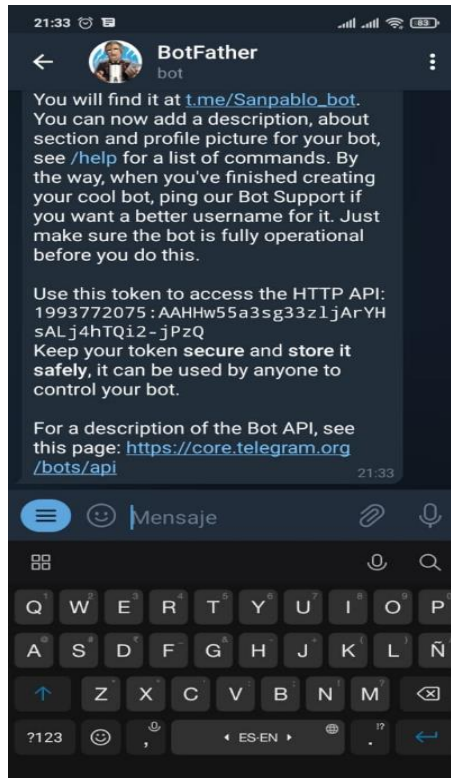 21:33
83
BotFather
bot
You will find it at t.me/Sanpablo_bot.
You can now add a description, about
section and profile picture for your bot,
see /help for a list of commands. By
the way, when you've finished creating
your cool bot, ping our Bot Support if
you want a better username for it. Just
make sure the bot is fully operational
before you do this.
Use this token to access the HTTP API:
1993772075:AAHHw55a3sg33zljArYH
sALj4hTQi2-jPzQ
Keep your token secure and store it
safely, it can be used by anyone to
control your bot.
For a description of the Bot API, see
this page: https://core.telegram.org
/bots/api
21:33
Mensaje
Q W E R T Y U I O P
A S D F G H J K L Ñ
Z X C V B N M
?123 , ES-EN . !?